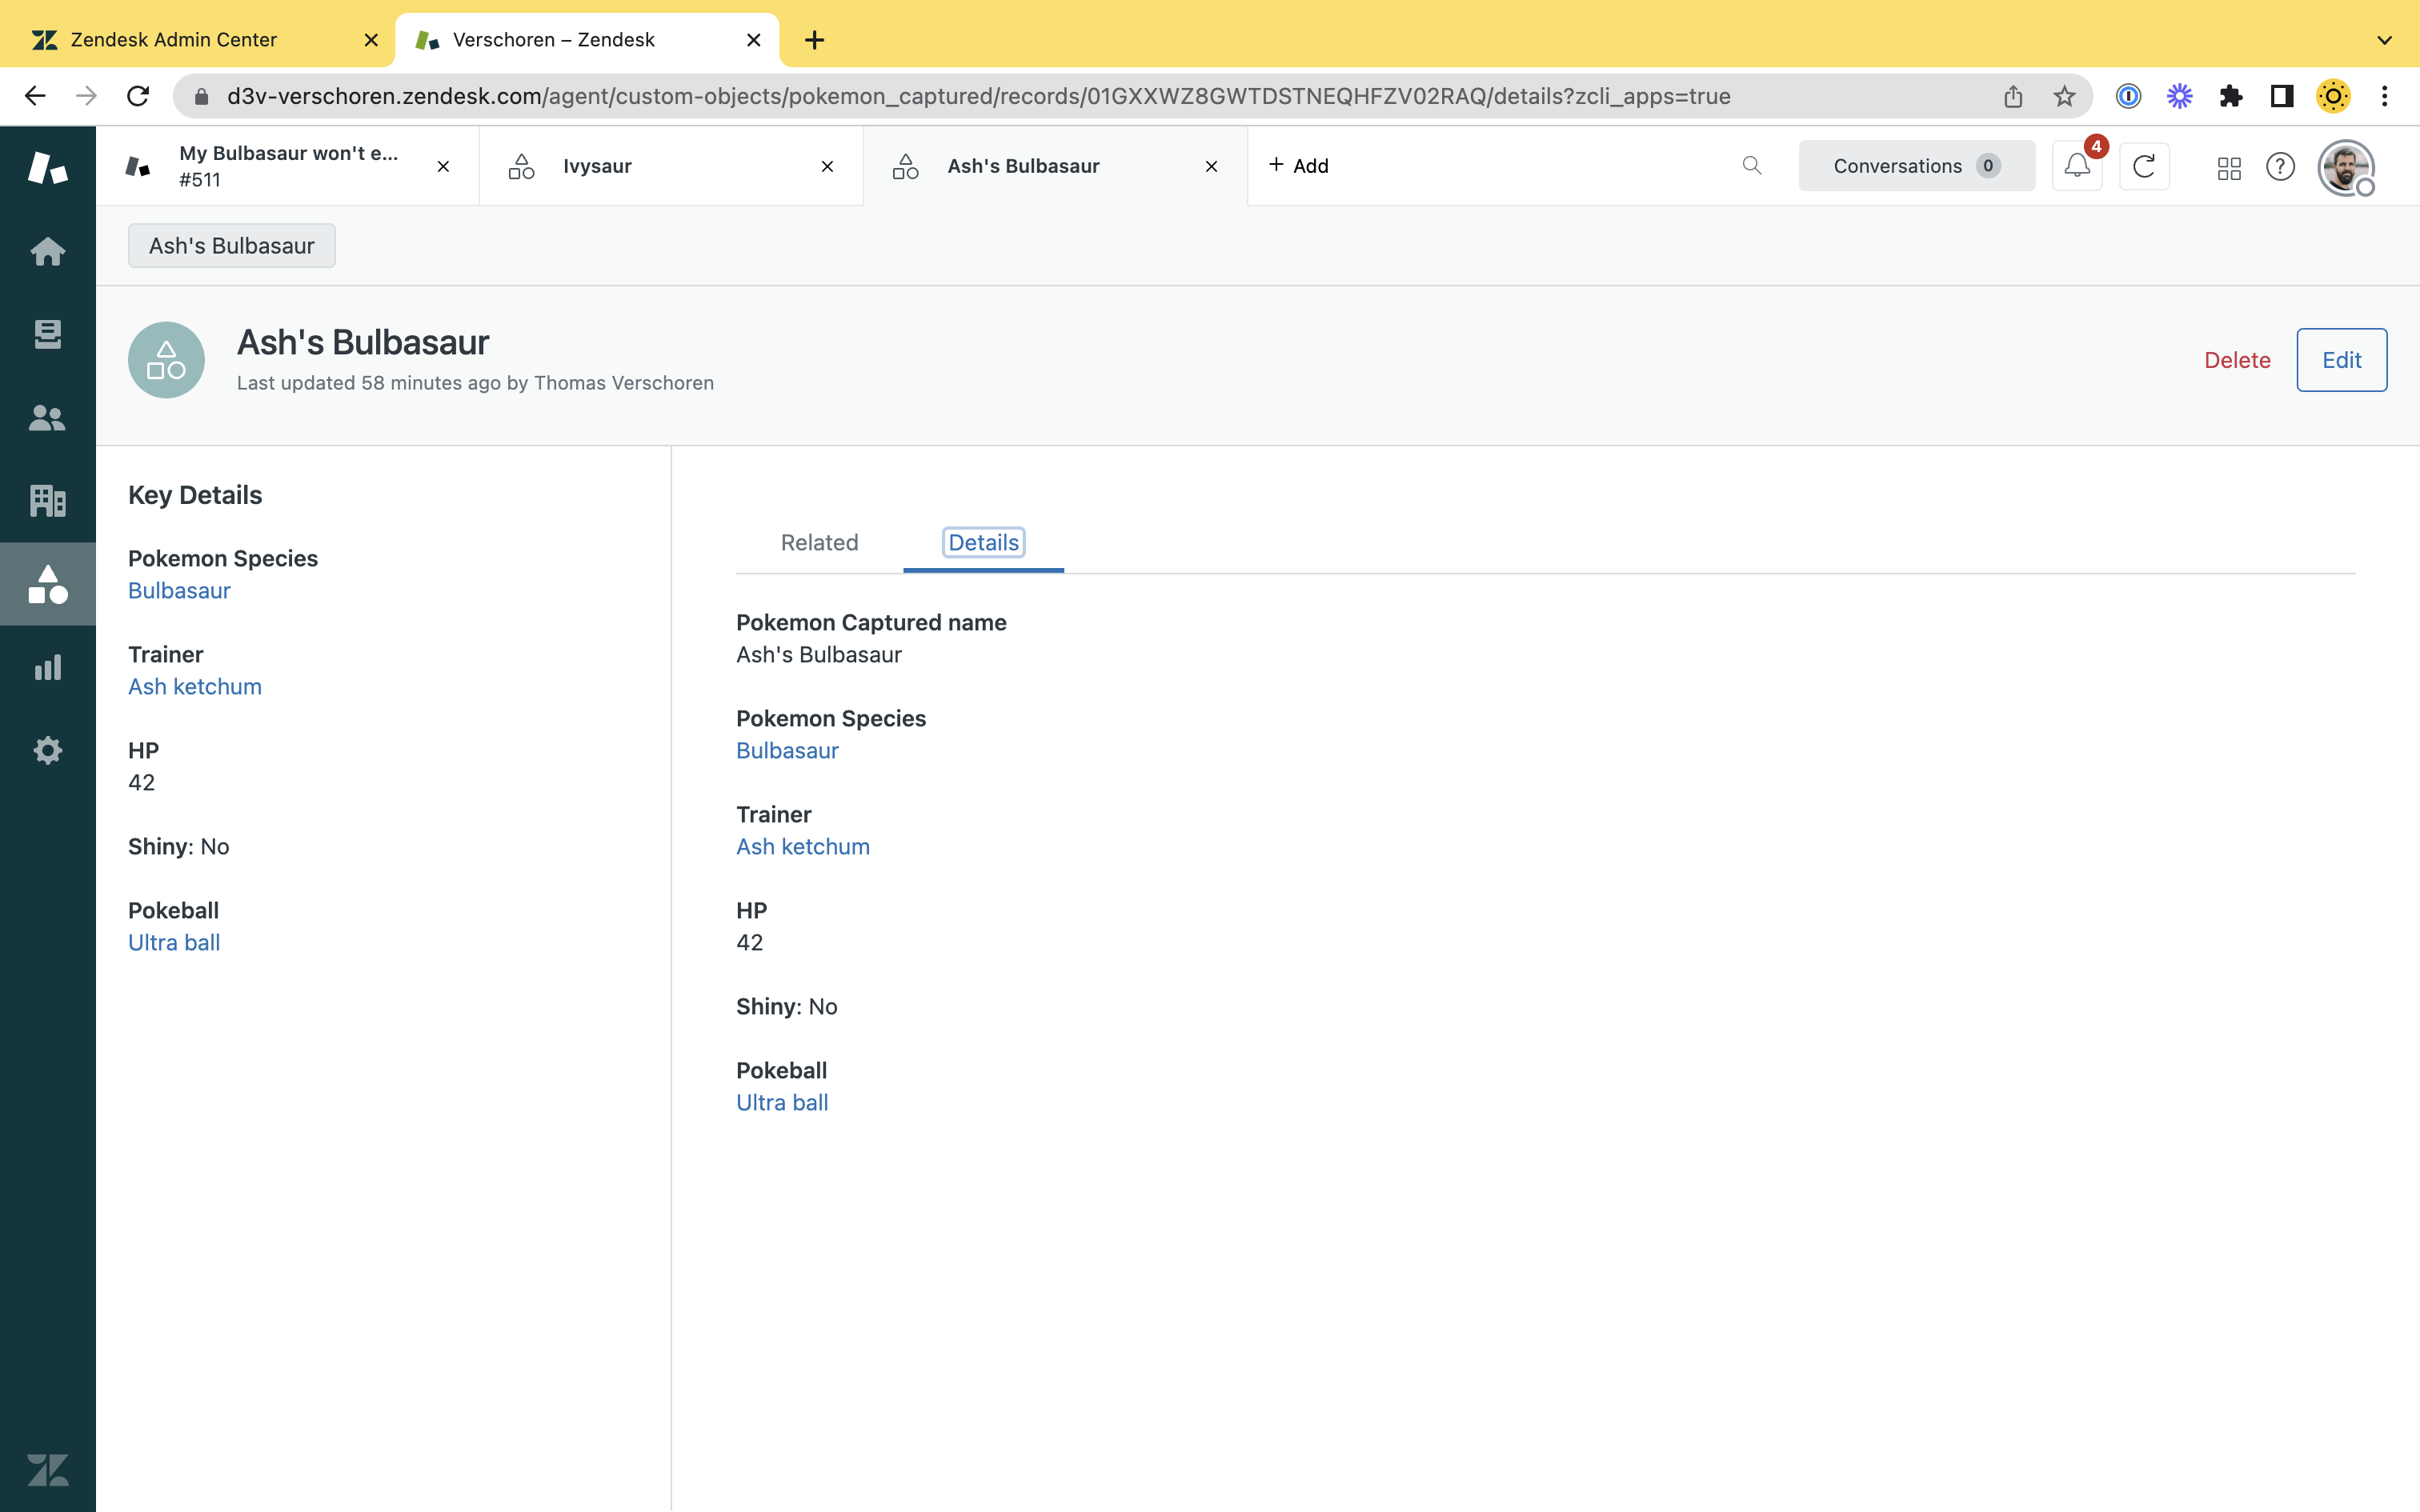 Zendesk Admin Center
Verschoren – Zendesk
d3v-verschoren.zendesk.com/agent/custom-objects/pokemon_captured/records/01GXXWZ8GWTDSTNEQHFZV02RAQ/details?zcli_apps=true
My Bulbasaur won't e...
#511
Ivysaur
Ash's Bulbasaur
+ Add
Conversations 0
4
Ash's Bulbasaur
Ash's Bulbasaur
Last updated 58 minutes ago by Thomas Verschoren
Delete
Edit
Key Details
Pokemon Species
Bulbasaur
Trainer
Ash ketchum
HP
42
Shiny: No
Pokeball
Ultra ball
Related
Details
Pokemon Captured name
Ash's Bulbasaur
Pokemon Species
Bulbasaur
Trainer
Ash ketchum
HP
42
Shiny: No
Pokeball
Ultra ball